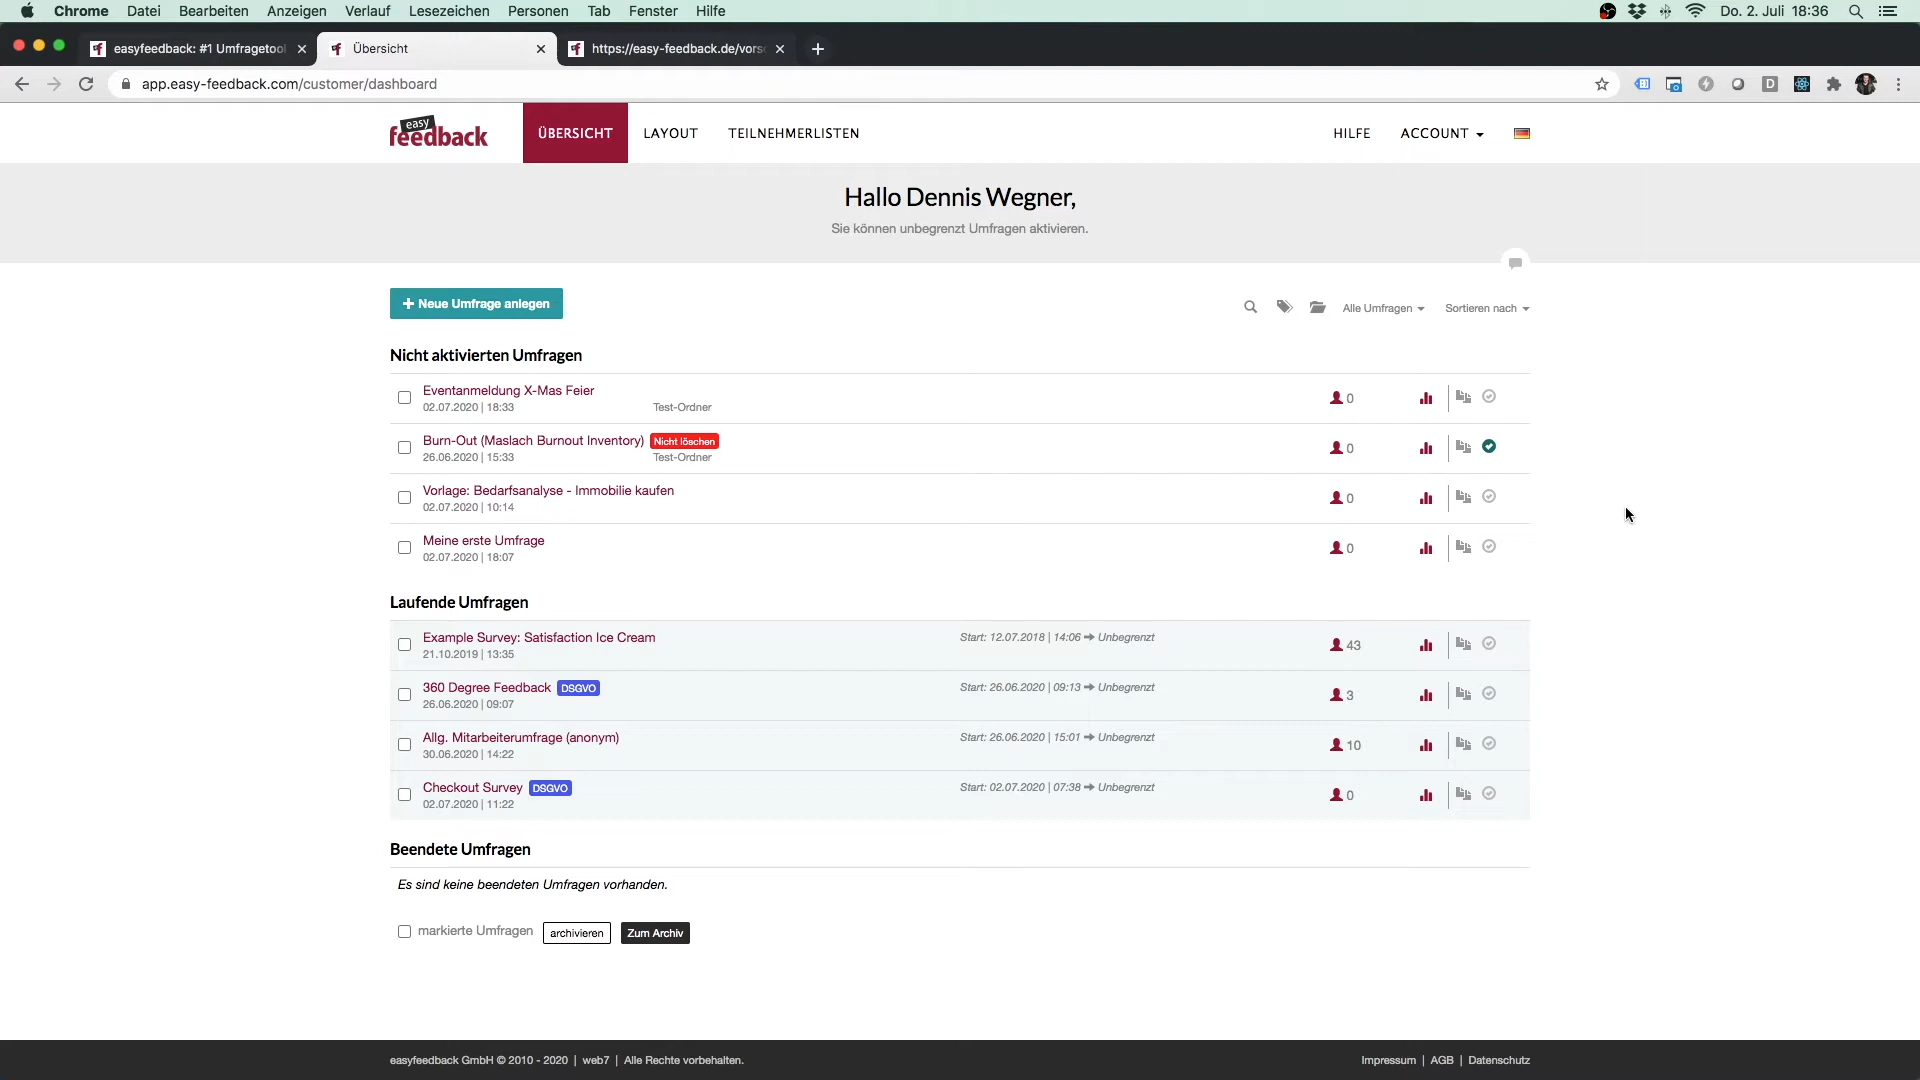 Chrome Datei Bearbeiten Anzeigen Verlauf Lesezeichen Personen Tab Fenster Hilfe Do. 2. Juli 18:36
easyfeedback: #1 Umfragetool Übersicht https://easy-feedback.de/vors
app.easy-feedback.com/customer/dashboard
easy
feedback
ÜBERSICHT LAYOUT TEILNEHMERLISTEN HILFE ACCOUNT
Hallo Dennis Wegner,
Sie können unbegrenzt Umfragen aktivieren.
+ Neue Umfrage anlegen Alle Umfragen Sortieren nach
Nicht aktivierten Umfragen
Eventanmeldung X-Mas Feier
02.07.2020 | 18:33 Test-Ordner 0
Burn-Out (Maslach Burnout Inventory) Nicht löschen
26.06.2020 | 15:33 Test-Ordner 0
Vorlage: Bedarfsanalyse - Immobilie kaufen
02.07.2020 | 10:14 0
Meine erste Umfrage
02.07.2020 | 18:07 0
Laufende Umfragen
Example Survey: Satisfaction Ice Cream Start: 12.07.2018 | 14:06 ➔ Unbegrenzt
21.10.2019 | 13:35 43
360 Degree Feedback DSGVO Start: 26.06.2020 | 09:13 ➔ Unbegrenzt
26.06.2020 | 09:07 3
Allg. Mitarbeiterumfrage (anonym) Start: 26.06.2020 | 15:01 ➔ Unbegrenzt
30.06.2020 | 14:22 10
Checkout Survey DSGVO Start: 02.07.2020 | 07:38 ➔ Unbegrenzt
02.07.2020 | 11:22 0
Beendete Umfragen
Es sind keine beendeten Umfragen vorhanden.
markierte Umfragen archivieren Zum Archiv
easyfeedback GmbH © 2010 - 2020 | web7 | Alle Rechte vorbehalten. Impressum | AGB | Datenschutz